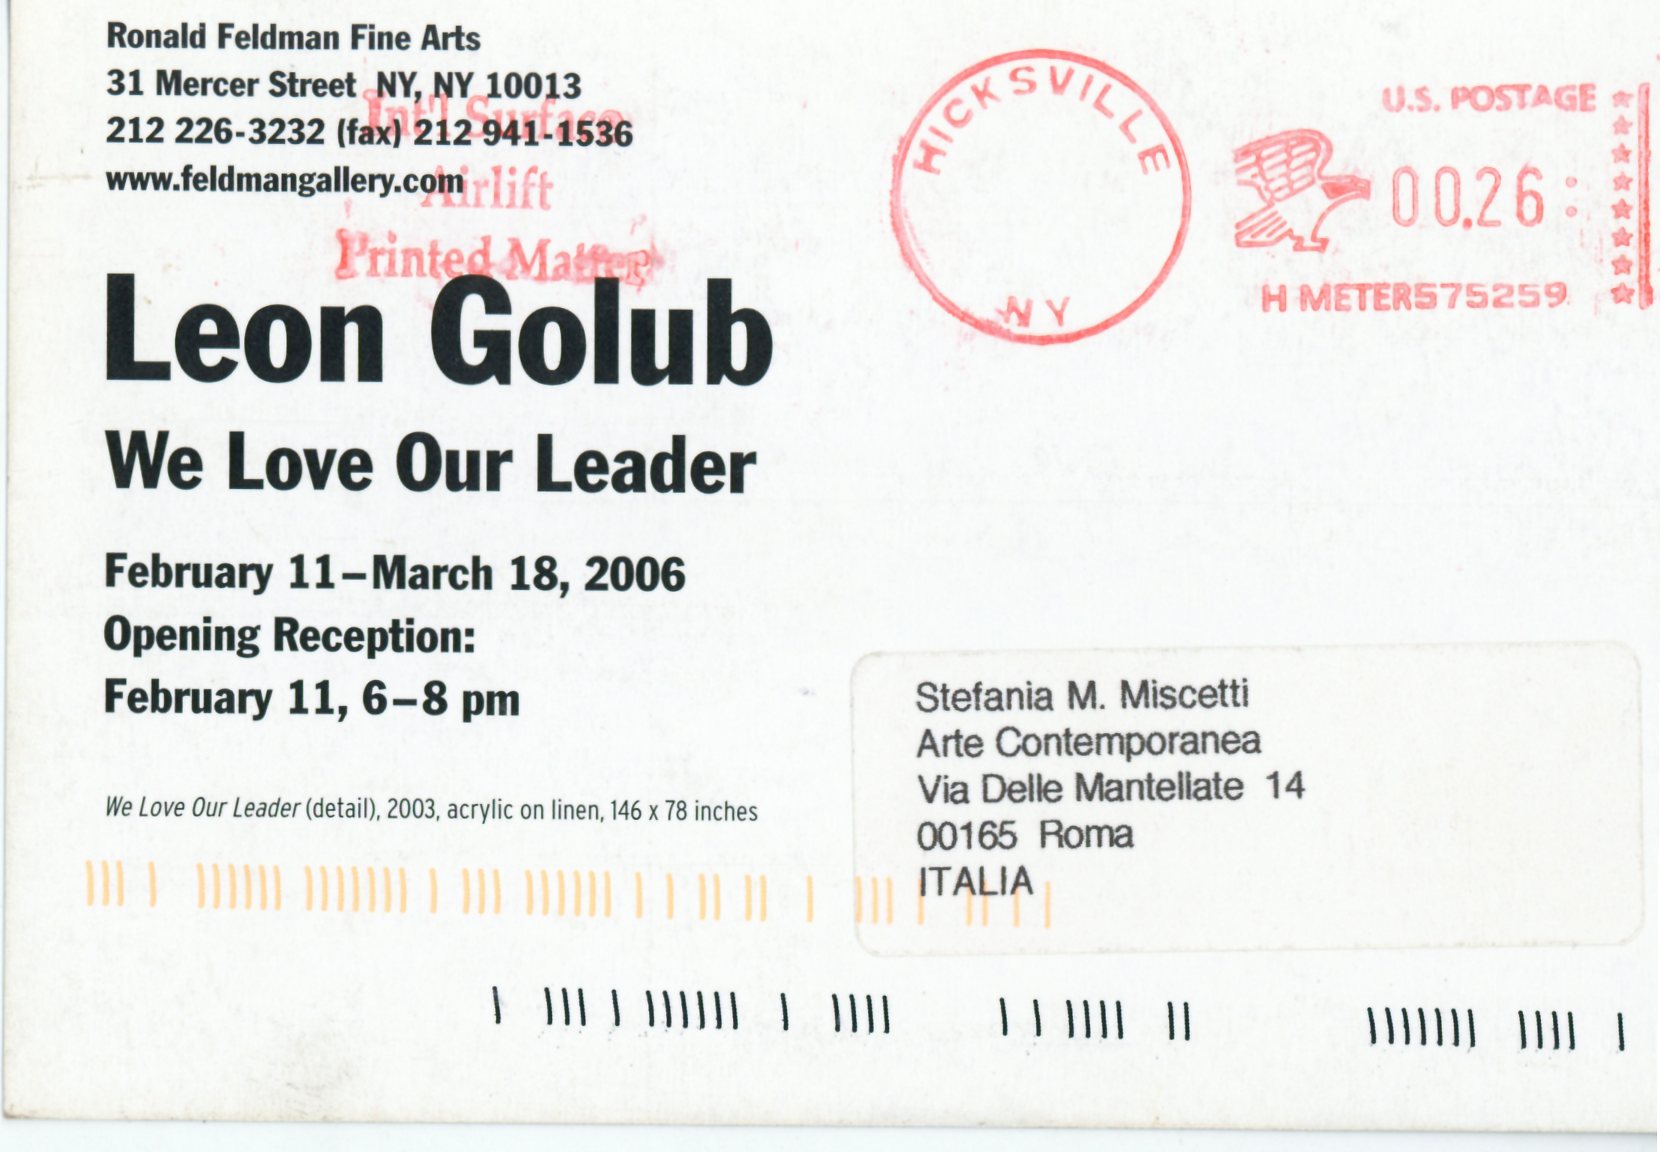 Ronald Feldman Fine Arts
31 Mercer Street NY, NY 10013
212 226-3232 (fax) 212 941-1536
www.feldmangallery.com
Int'l Surface
Airlift
Printed Matter
HICKSVILLE
NY
U.S. POSTAGE
00.26
H METER575259
Leon Golub
We Love Our Leader
February 11–March 18, 2006
Opening Reception:
February 11, 6–8 pm
We Love Our Leader (detail), 2003, acrylic on linen, 146 x 78 inches
Stefania M. Miscetti
Arte Contemporanea
Via Delle Mantellate 14
00165 Roma
ITALIA